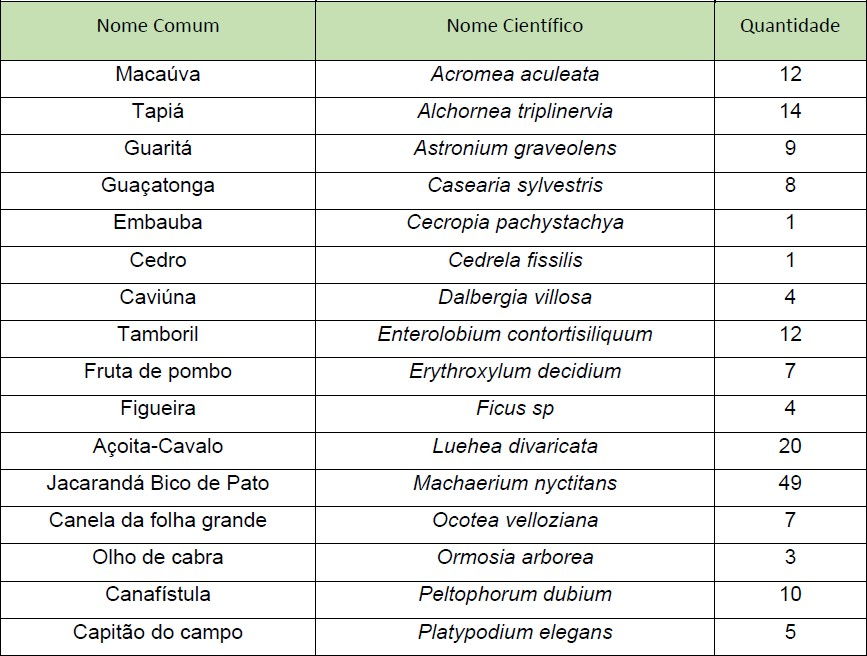 Nome Comum Nome Científico Quantidade
Macaúva Acromea aculeata 12
Tapiá Alchornea triplinervia 14
Guaritá Astronium graveolens 9
Guaçatonga Casearia sylvestris 8
Embauba Cecropia pachystachya 1
Cedro Cedrela fissilis 1
Caviúna Dalbergia villosa 4
Tamboril Enterolobium contortisiliquum 12
Fruta de pombo Erythroxylum decidium 7
Figueira Ficus sp 4
Açoita-Cavalo Luehea divaricata 20
Jacarandá Bico de Pato Machaerium nyctitans 49
Canela da folha grande Ocotea velloziana 7
Olho de cabra Ormosia arborea 3
Canafístula Peltophorum dubium 10
Capitão do campo Platypodium elegans 5